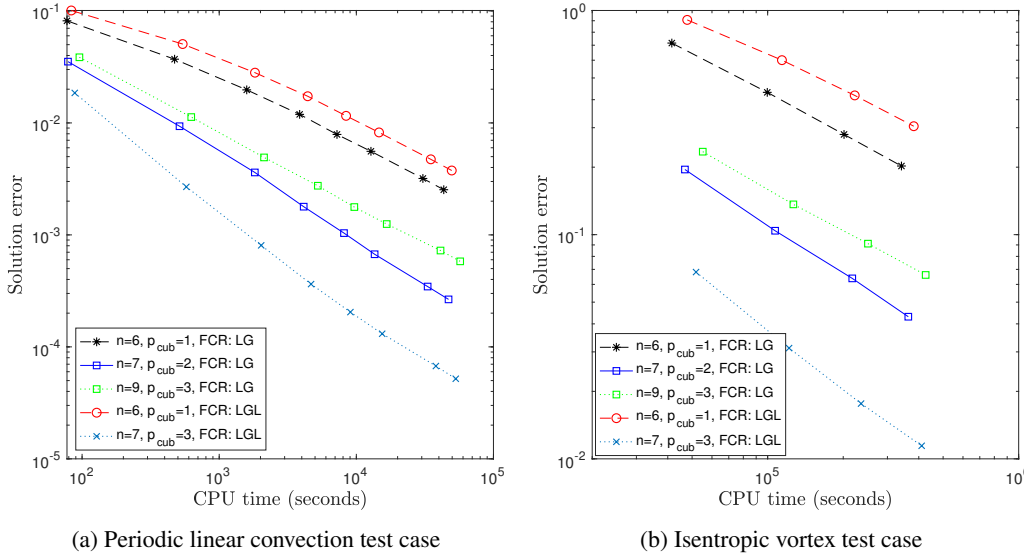 10^-1
10^-2
10^-3
10^-4
10^-5
Solution error
10^2
10^3
10^4
10^5
CPU time (seconds)
n=6, p_cub=1, FCR: LG
n=7, p_cub=2, FCR: LG
n=9, p_cub=3, FCR: LG
n=6, p_cub=1, FCR: LGL
n=7, p_cub=3, FCR: LGL
(a) Periodic linear convection test case
10^0
10^-1
10^-2
Solution error
10^5
CPU time (seconds)
n=6, p_cub=1, FCR: LG
n=7, p_cub=2, FCR: LG
n=9, p_cub=3, FCR: LG
n=6, p_cub=1, FCR: LGL
n=7, p_cub=3, FCR: LGL
(b) Isentropic vortex test case